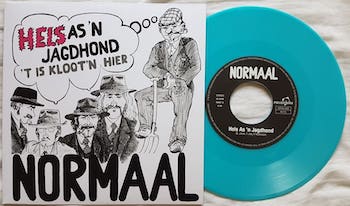 HELS AS 'N
JAGDHOND
'T IS KLOOT'N HIER
NORMAAL
NORMAAL
Hels As 'n Jagdhond